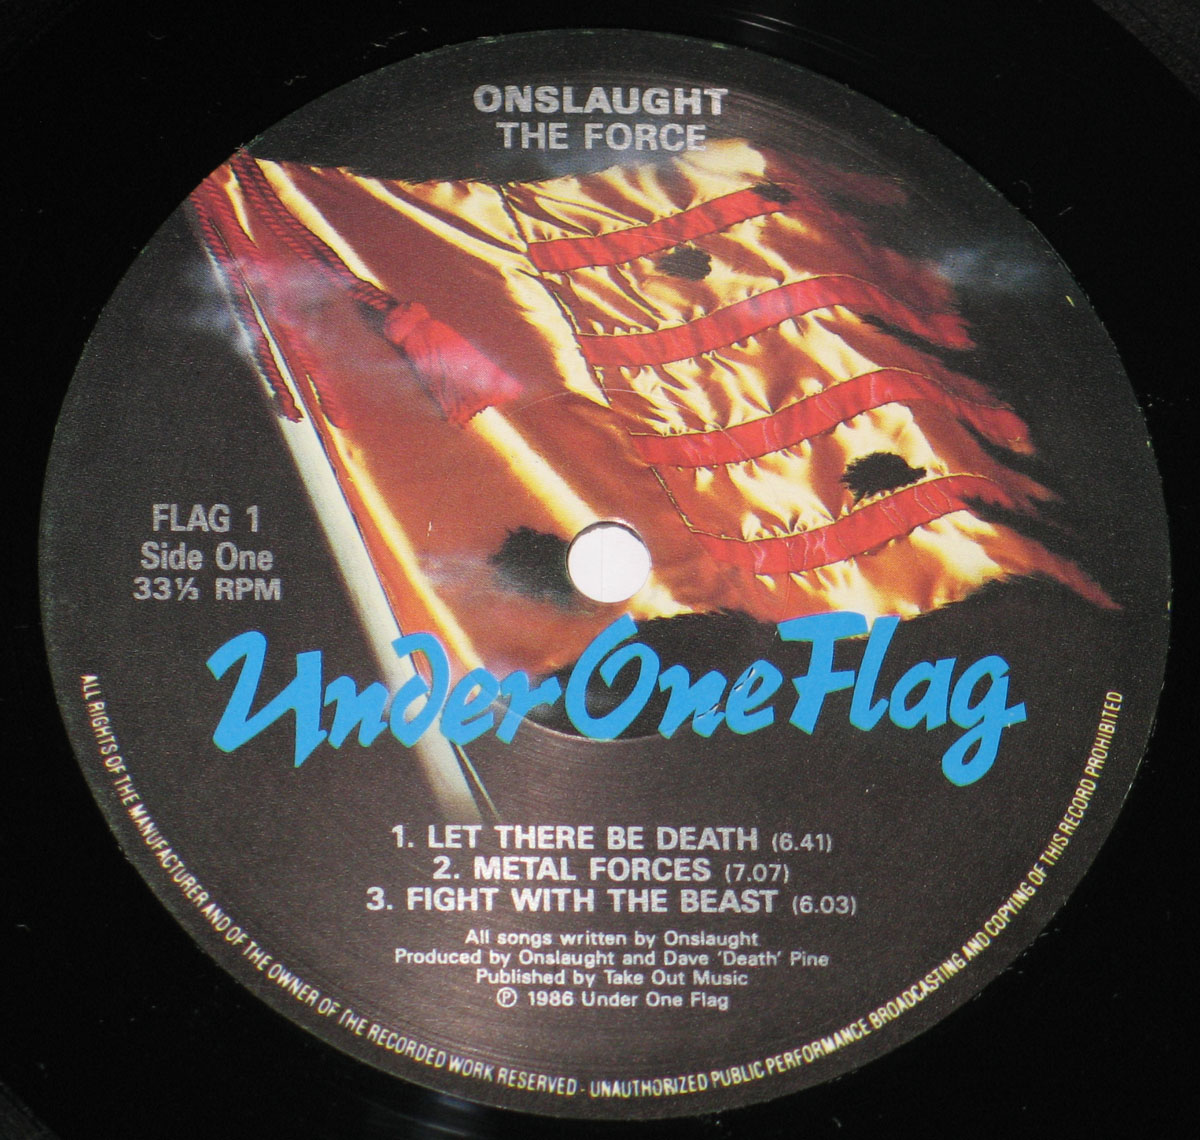 ONSLAUGHT
THE FORCE
FLAG 1
Side One
33⅓ RPM
Under One Flag
1. LET THERE BE DEATH (6.41)
2. METAL FORCES (7.07)
3. FIGHT WITH THE BEAST (6.03)
All songs written by Onslaught
Produced by Onslaught and Dave 'Death' Pine
Published by Take Out Music
℗ 1986 Under One Flag
ALL RIGHTS OF THE MANUFACTURER AND OF THE OWNER OF THE RECORDED WORK RESERVED - UNAUTHORIZED PUBLIC PERFORMANCE BROADCASTING AND COPYING OF THIS RECORD PROHIBITED